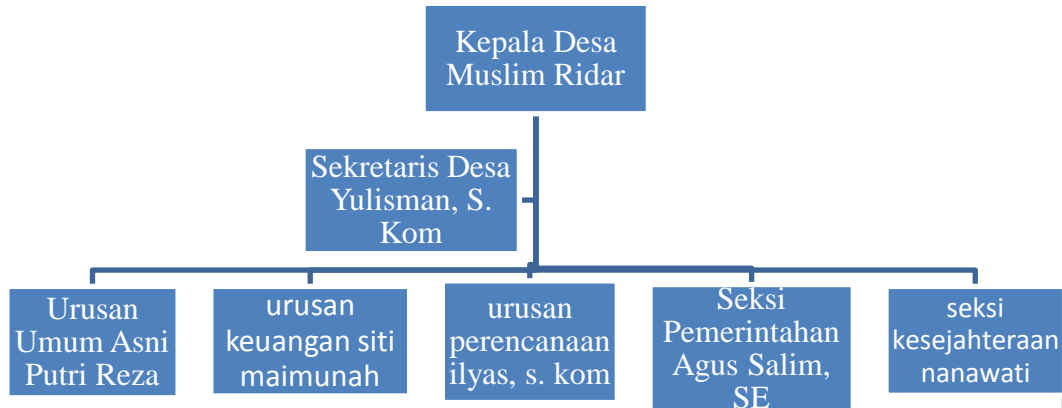 Kepala Desa
Muslim Ridar
Sekretaris Desa
Yulisman, S.
Kom
Urusan
Umum Asni
Putri Reza
urusan
keuangan siti
maimunah
urusan
perencanaan
ilyas, s. kom
Seksi
Pemerintahan
Agus Salim,
SE
seksi
kesejahteraan
nanawati